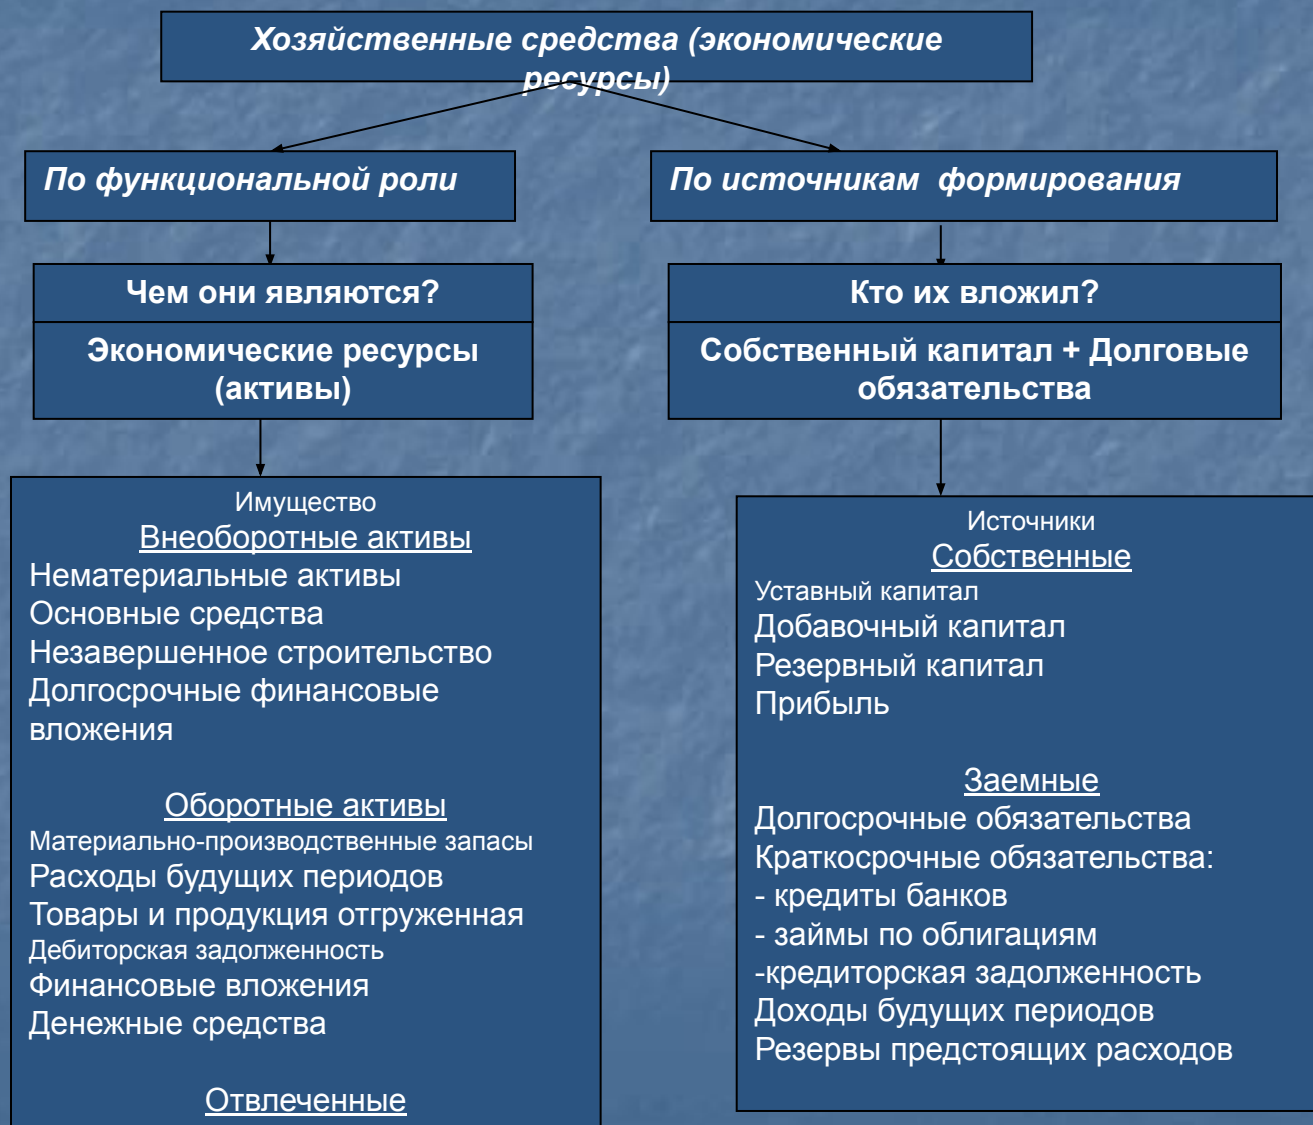 Хозяйственные средства (экономические
ресурсы)
По функциональной роли
По источникам формирования
Чем они являются?
Экономические ресурсы
(активы)
Кто их вложил?
Собственный капитал + Долговые
обязательства
Имущество
Внеоборотные активы
Нематериальные активы
Основные средства
Незавершенное строительство
Долгосрочные финансовые
вложения
Оборотные активы
Материально-производственные запасы
Расходы будущих периодов
Товары и продукция отгруженная
Дебиторская задолженность
Финансовые вложения
Денежные средства
Отвлеченные
Источники
Собственные
Уставный капитал
Добавочный капитал
Резервный капитал
Прибыль
Заемные
Долгосрочные обязательства
Краткосрочные обязательства:
- кредиты банков
- займы по облигациям
-кредиторская задолженность
Доходы будущих периодов
Резервы предстоящих расходов